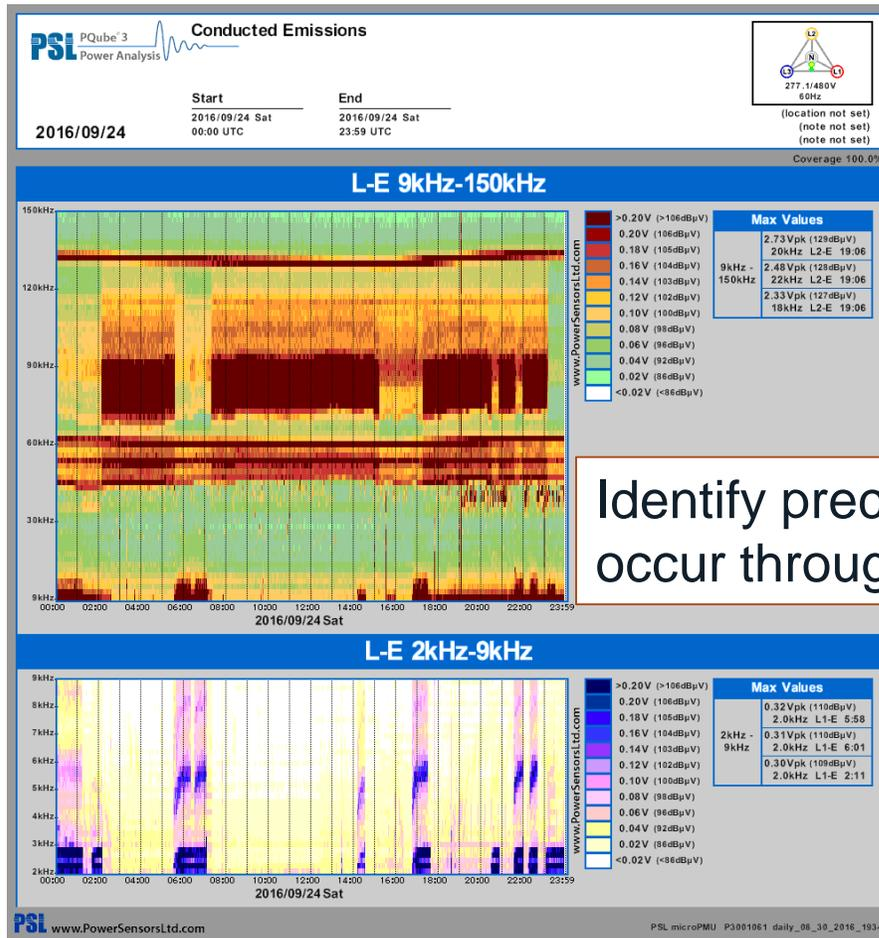 PSL PQube® 3
Power Analysis
Conducted Emissions
Start
2016/09/24 Sat
00:00 UTC
End
2016/09/24 Sat
23:59 UTC
2016/09/24
L2
N
L3
L1
277.1/480V
60Hz
(location not set)
(note not set)
(note not set)
Coverage 100.0%
L-E 9kHz-150kHz
150kHz
120kHz
90kHz
60kHz
30kHz
9kHz
00:00 02:00 04:00 06:00 08:00 10:00 12:00 14:00 16:00 18:00 20:00 22:00 23:59
2016/09/24 Sat
www.PowerSensorsLtd.com
>0.20V (>106dBµV)
0.20V (106dBµV)
0.18V (105dBµV)
0.16V (104dBµV)
0.14V (103dBµV)
0.12V (102dBµV)
0.10V (100dBµV)
0.08V (98dBµV)
0.06V (96dBµV)
0.04V (92dBµV)
0.02V (86dBµV)
<0.02V (<86dBµV)
Max Values
9kHz -
150kHz
2.73Vpk (129dBµV)
20kHz L2-E 19:06
2.48Vpk (128dBµV)
22kHz L2-E 19:06
2.33Vpk (127dBµV)
18kHz L2-E 19:06
Identify prec
occur throug
L-E 2kHz-9kHz
9kHz
8kHz
7kHz
6kHz
5kHz
4kHz
3kHz
2kHz
00:00 02:00 04:00 06:00 08:00 10:00 12:00 14:00 16:00 18:00 20:00 22:00 23:59
2016/09/24 Sat
www.PowerSensorsLtd.com
>0.20V (>106dBµV)
0.20V (106dBµV)
0.18V (105dBµV)
0.16V (104dBµV)
0.14V (103dBµV)
0.12V (102dBµV)
0.10V (100dBµV)
0.08V (98dBµV)
0.06V (96dBµV)
0.04V (92dBµV)
0.02V (86dBµV)
<0.02V (<86dBµV)
Max Values
2kHz -
9kHz
0.32Vpk (110dBµV)
2.0kHz L1-E 5:58
0.31Vpk (110dBµV)
2.0kHz L1-E 6:01
0.30Vpk (109dBµV)
2.0kHz L1-E 2:11
PSL www.PowerSensorsLtd.com
PSL microPMU P3001061 daily_08_30_2016_193